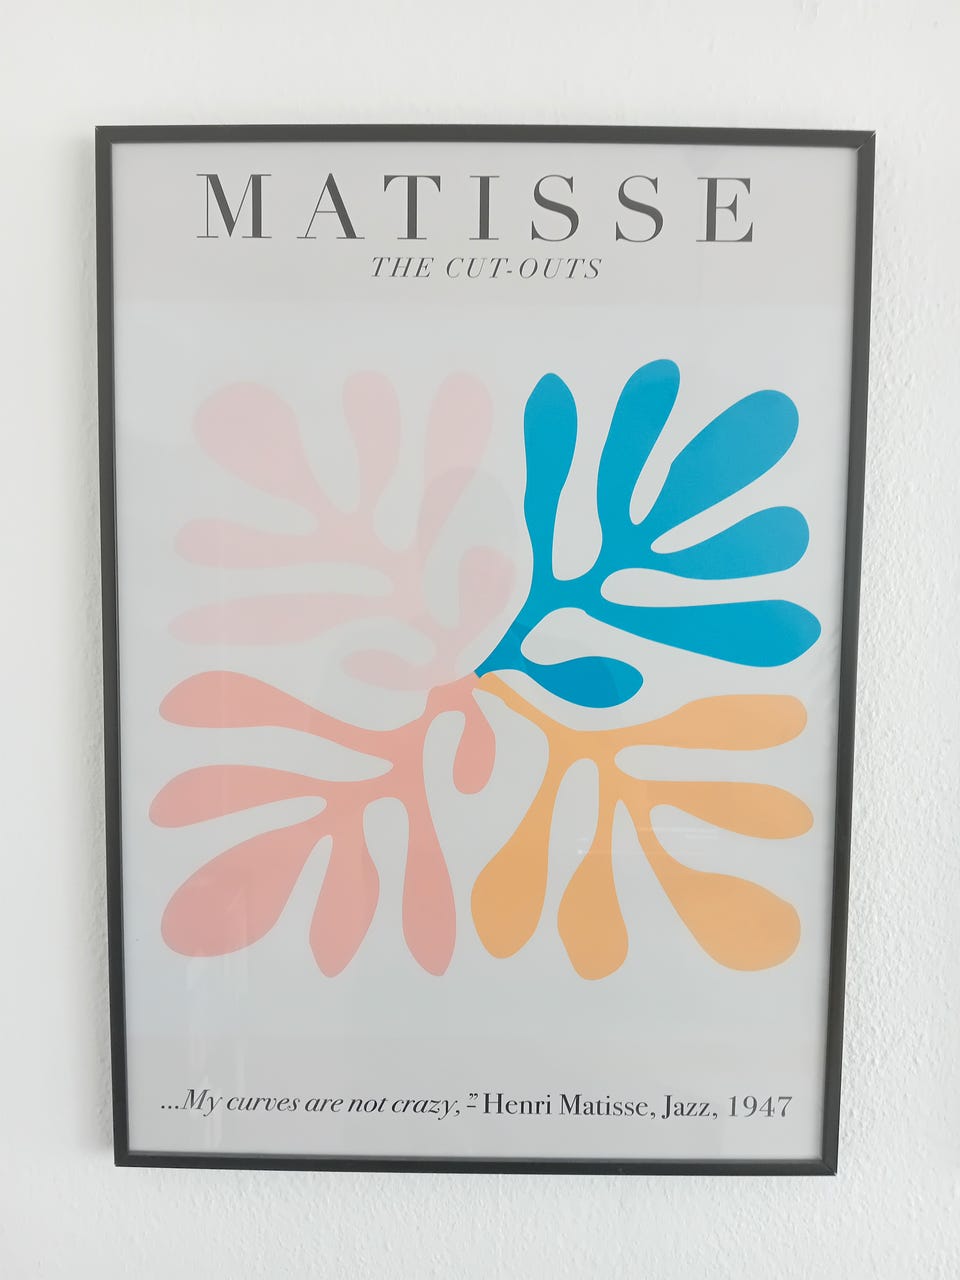 MATISSE
THE CUT-OUTS
...My curves are not crazy,” – Henri Matisse, Jazz, 1947